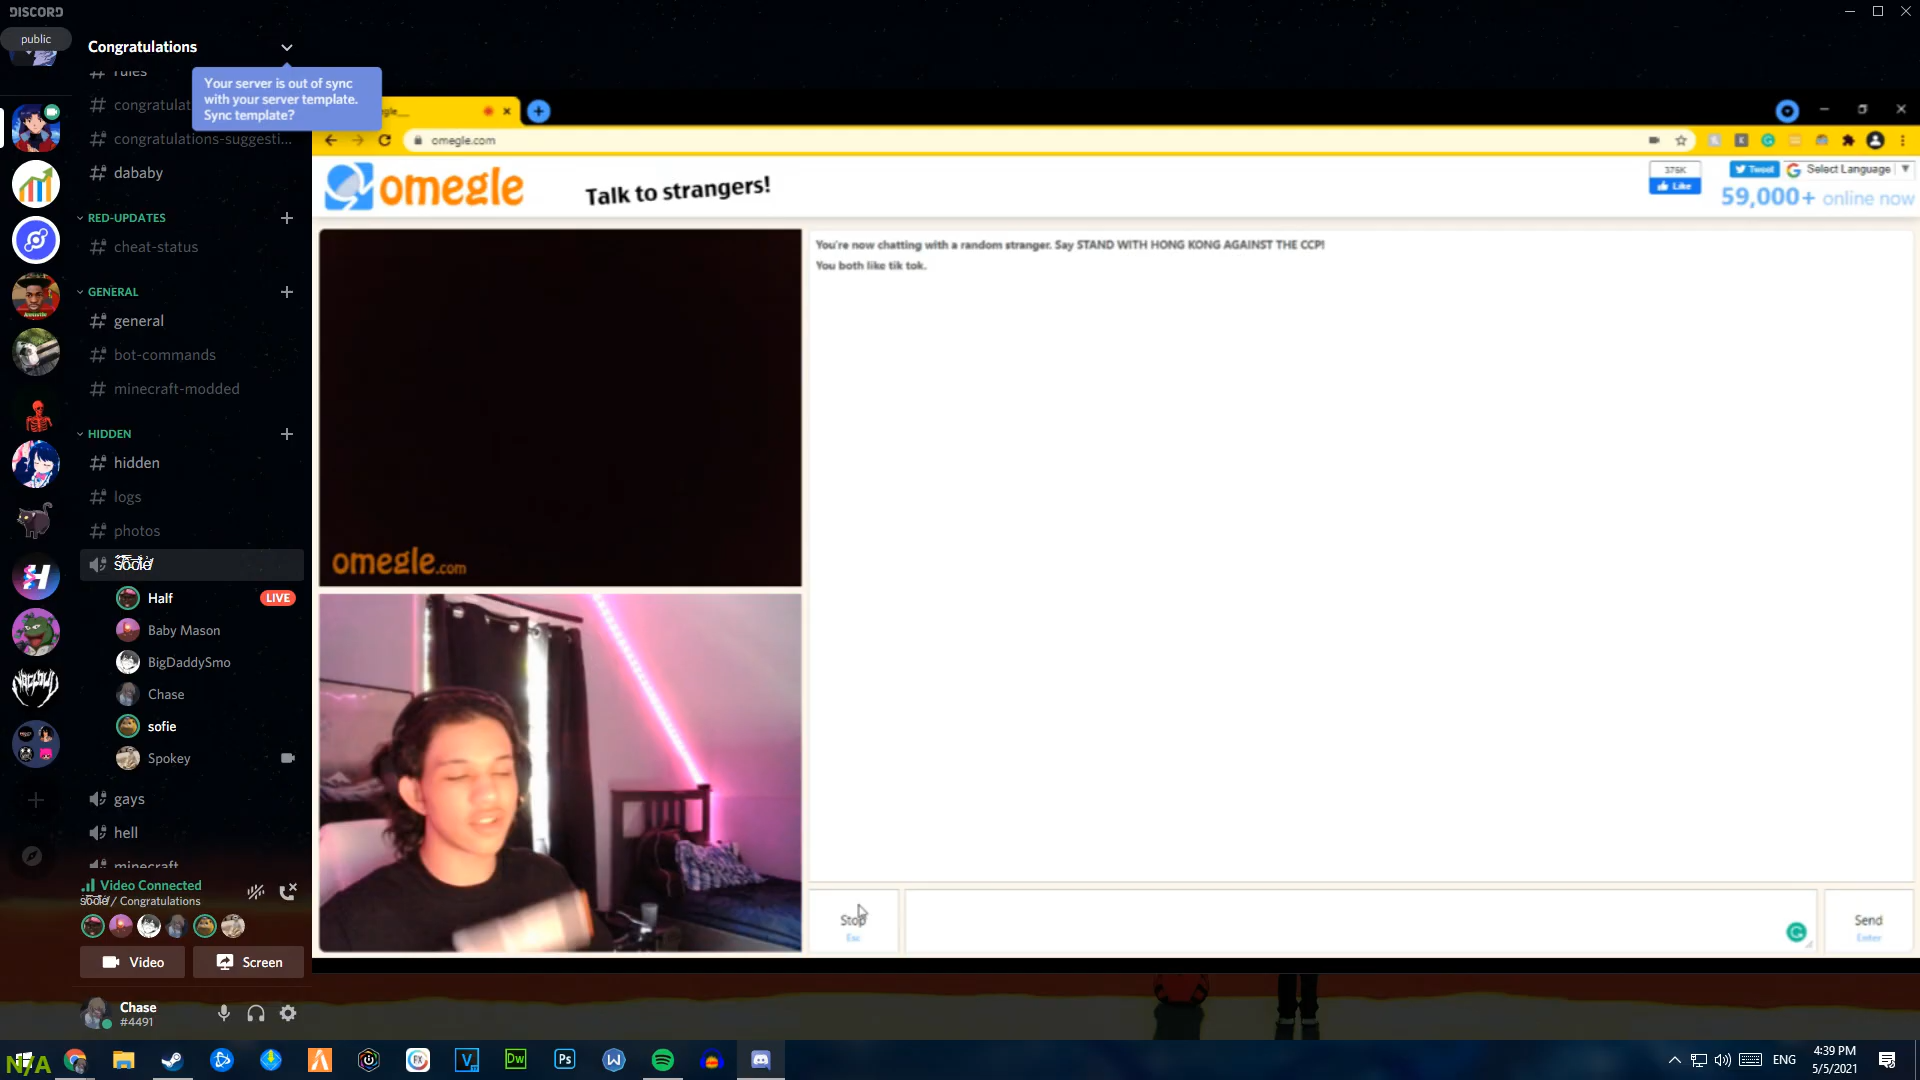 DISCORD
public
Congratulations
rules
Your server is out of sync
with your server template.
Sync template?
congratulat
congratulations-suggesti...
dababy
RED-UPDATES
cheat-status
GENERAL
general
bot-commands
minecraft-modded
HIDDEN
hidden
logs
photos
Half
LIVE
Baby Mason
BigDaddySmo
Chase
sofie
Spokey
gays
hell
minecraft
Video Connected
/ Congratulations
Video
Screen
Chase
#4491
omegle.com
omegle
Talk to strangers!
376K
Like
Tweet
Select Language
59,000+ online now
You're now chatting with a random stranger. Say STAND WITH HONG KONG AGAINST THE CCP!
You both like tik tok.
omegle.com
Stop
Esc
Send
Enter
N/A
Dw
Ps
ENG
4:39 PM
5/5/2021